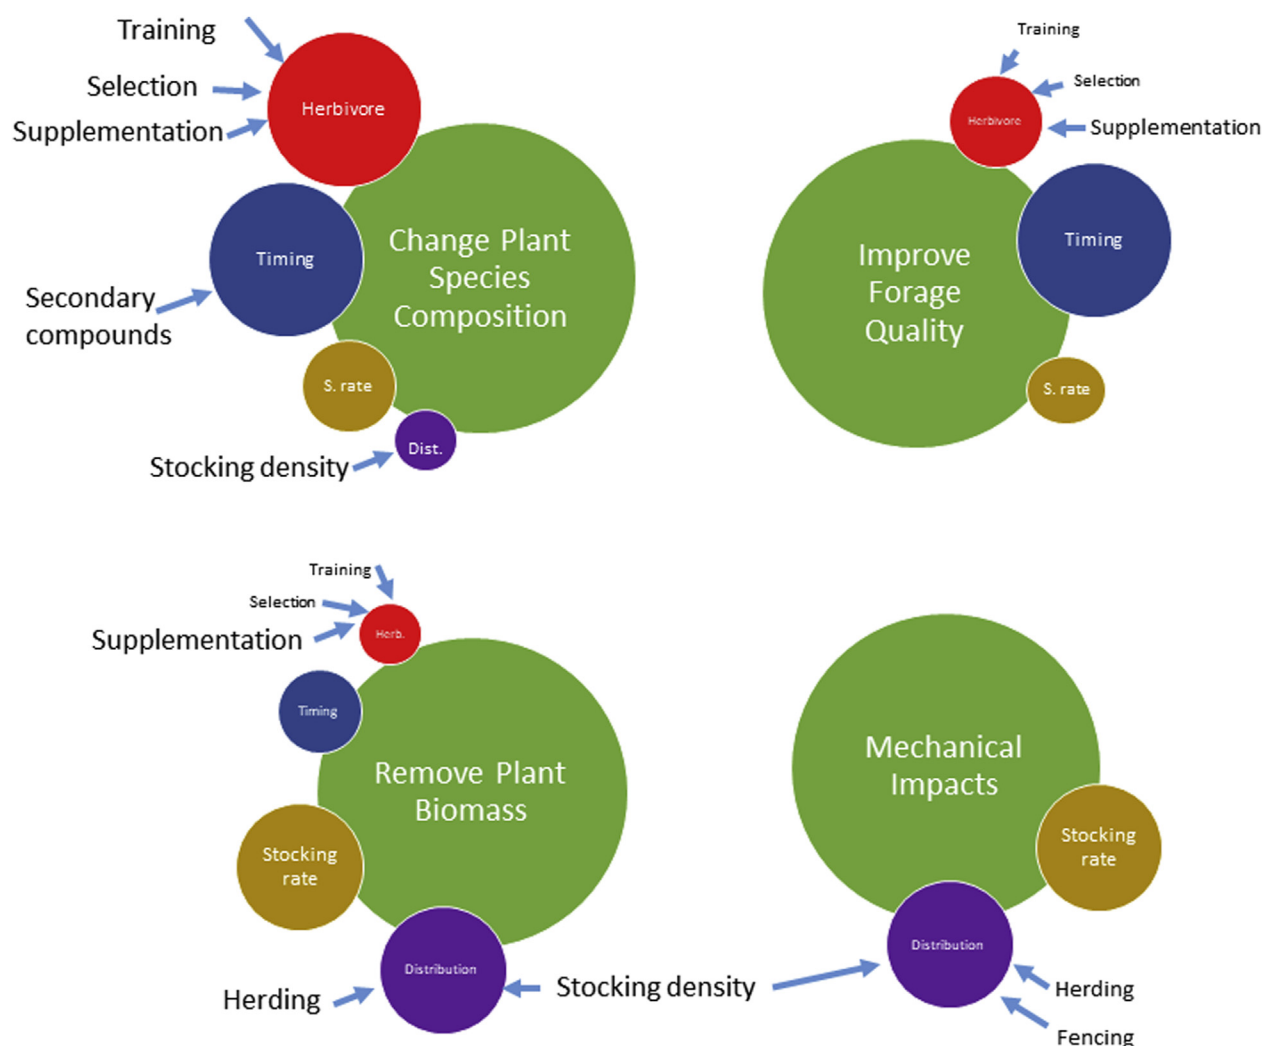 Training
Selection
Supplementation
Herbivore
Timing
Secondary
compounds
S. rate
Dist.
Stocking density
Change Plant
Species
Composition
Training
Selection
Supplementation
Herbivore
Timing
Improve
Forage
Quality
S. rate
Training
Selection
Supplementation
Herb.
Timing
Remove Plant
Biomass
Stocking
rate
Distribution
Herding
Stocking density
Mechanical
Impacts
Stocking
rate
Distribution
Herding
Fencing